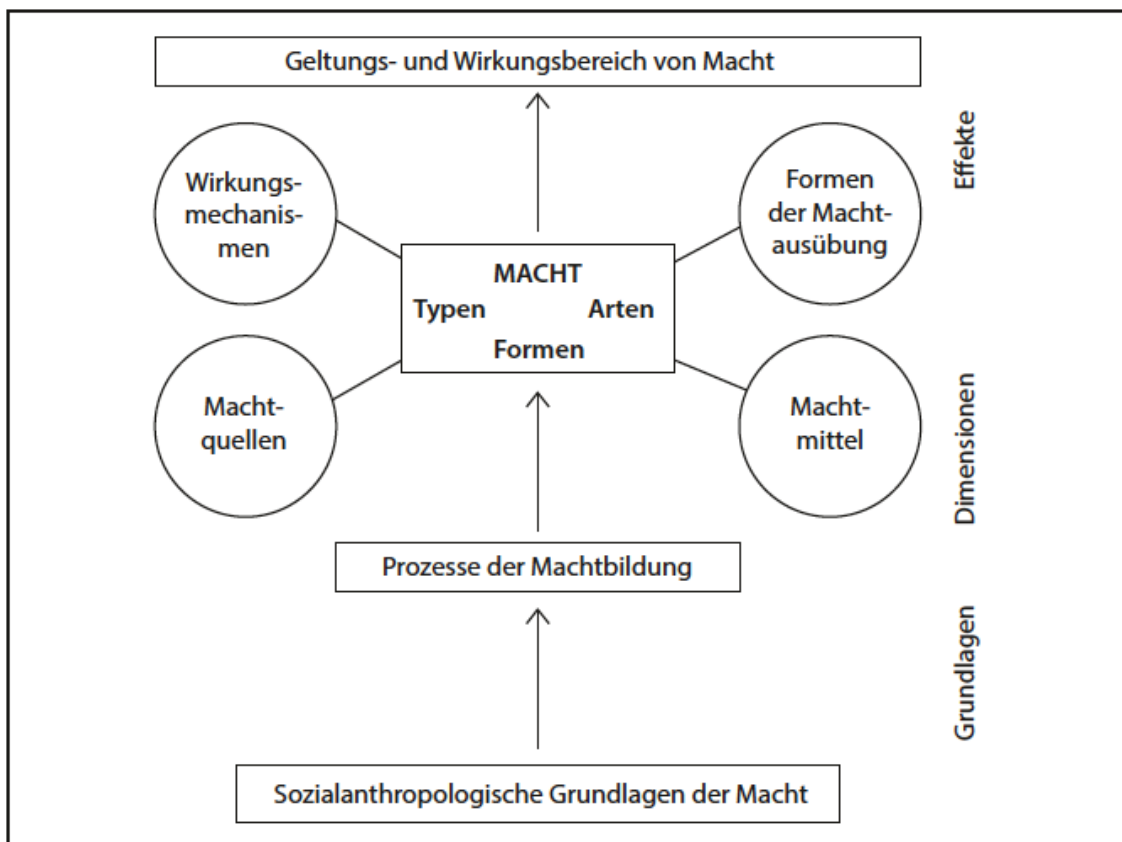 Geltungs- und Wirkungsbereich von Macht
Wirkungs-
mechanis-
men
Formen
der Macht-
ausübung
MACHT
Typen Arten
Formen
Macht-
quellen
Macht-
mittel
Prozesse der Machtbildung
Sozialanthropologische Grundlagen der Macht
Effekte
Dimensionen
Grundlagen